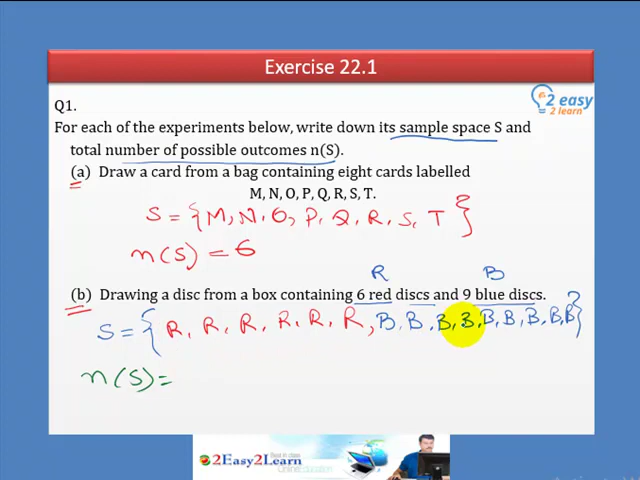 Exercise 22.1
Q1.
2 easy
2 learn
For each of the experiments below, write down its sample space S and
total number of possible outcomes n(S).
(a) Draw a card from a bag containing eight cards labelled
M, N, O, P, Q, R, S, T.
S = { M, N, O, P, Q, R, S, T }
n(S) = 6
R B
(b) Drawing a disc from a box containing 6 red discs and 9 blue discs.
S = { R, R, R, R, R, R, B, B, B, B, B, B, B, B, B }
n(S) =
2Easy2Learn